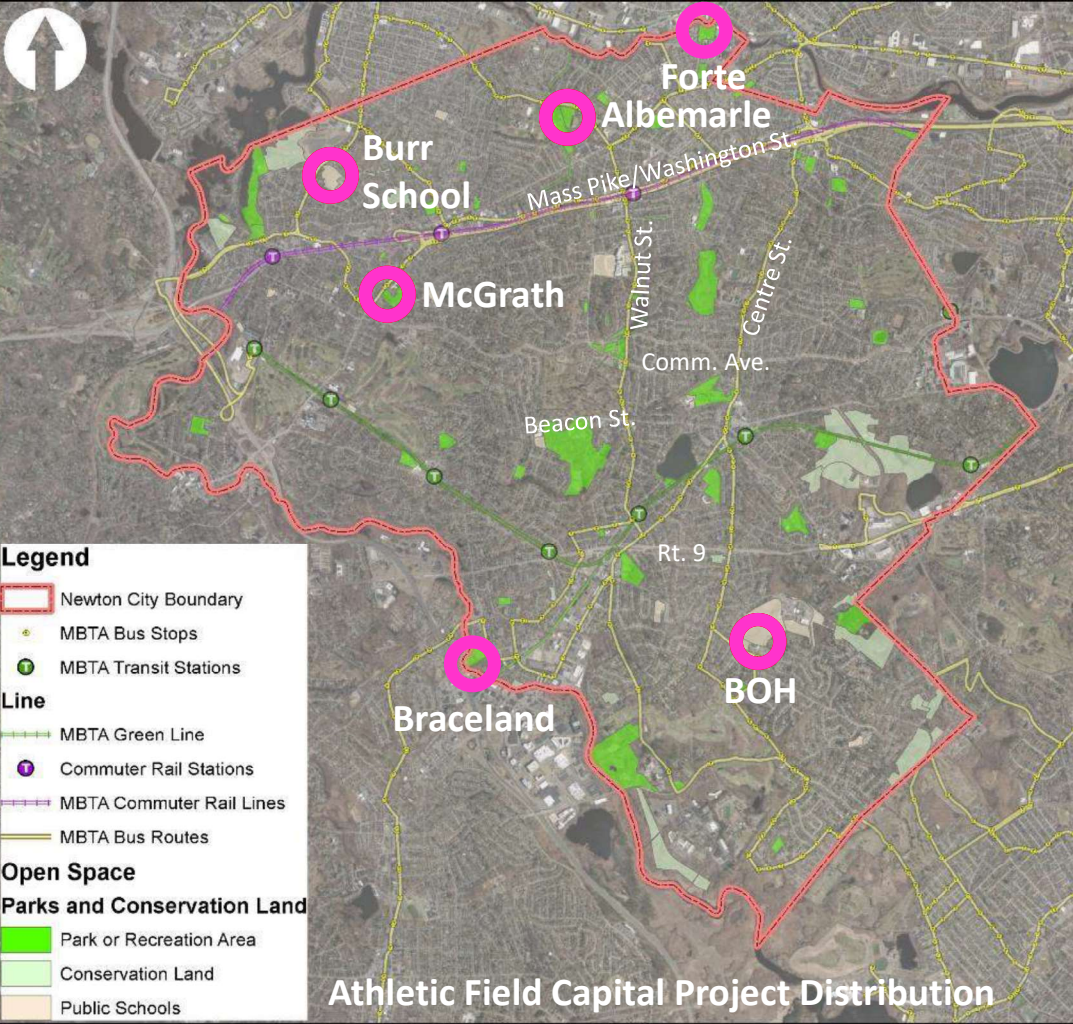 Forte
Albemarle
Burr
School
Mass Pike/Washington St.
McGrath
Walnut St.
Centre St.
Comm. Ave.
Beacon St.
Rt. 9
BOH
Braceland
Legend
Newton City Boundary
MBTA Bus Stops
T MBTA Transit Stations
Line
MBTA Green Line
T Commuter Rail Stations
MBTA Commuter Rail Lines
MBTA Bus Routes
Open Space
Parks and Conservation Land
Park or Recreation Area
Conservation Land
Public Schools
Athletic Field Capital Project Distribution
T
T
T
T
T
T
T
T
T
T